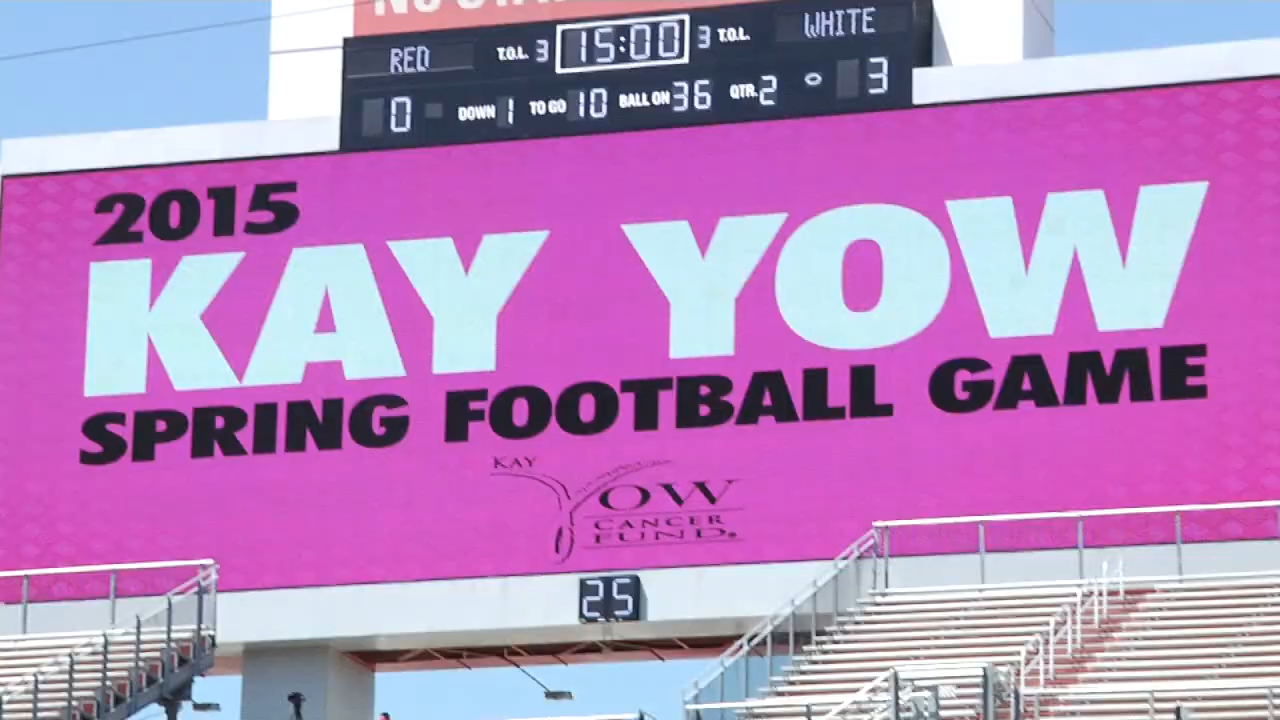 RED T.O.L. 3 15:00 3 T.O.L. WHITE
0 DOWN 1 TO GO 10 BALL ON 36 QTR. 2 3
2015
KAY YOW
SPRING FOOTBALL GAME
KAY
YOW
CANCER
FUND.
25